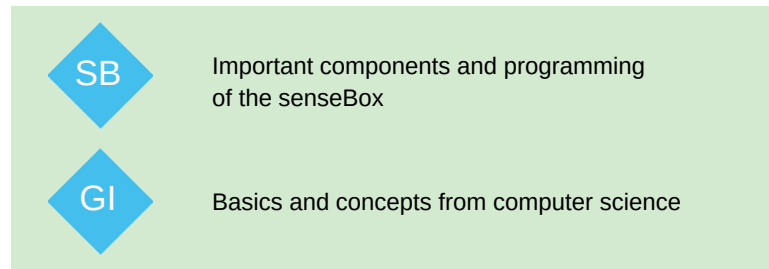 SB
Important components and programming
of the senseBox
GI
Basics and concepts from computer science